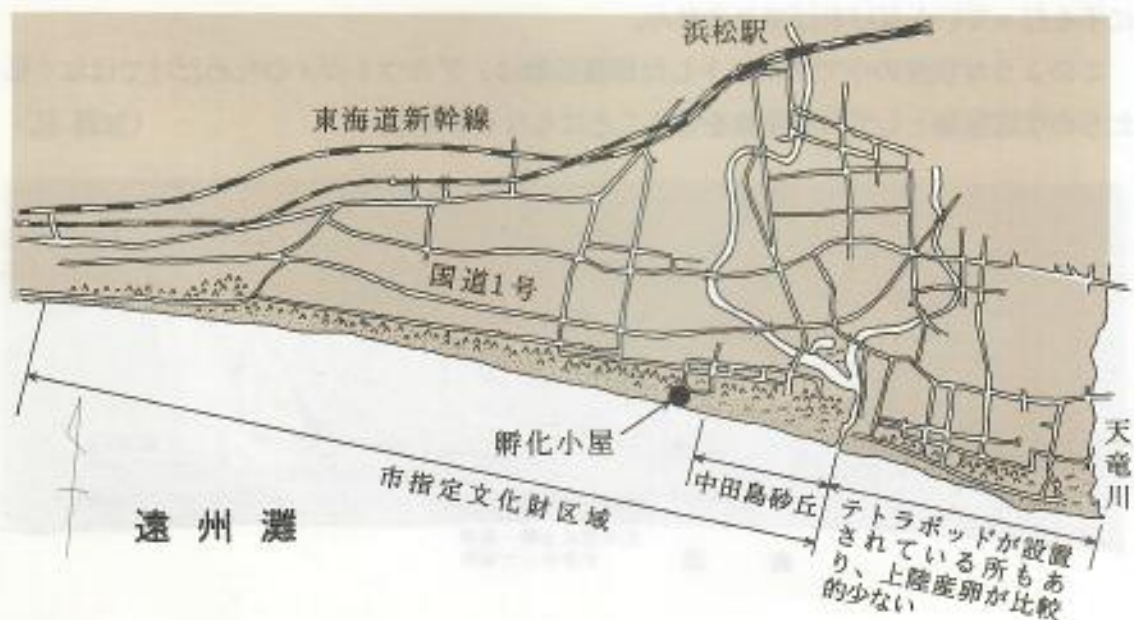 浜松駅
東海道新幹線
国道1号
孵化小屋
中田島砂丘
市指定文化財区域
遠州灘
天竜川
テトラポッドが設置
されている所もあ
り、上陸産卵が比較
的少ない